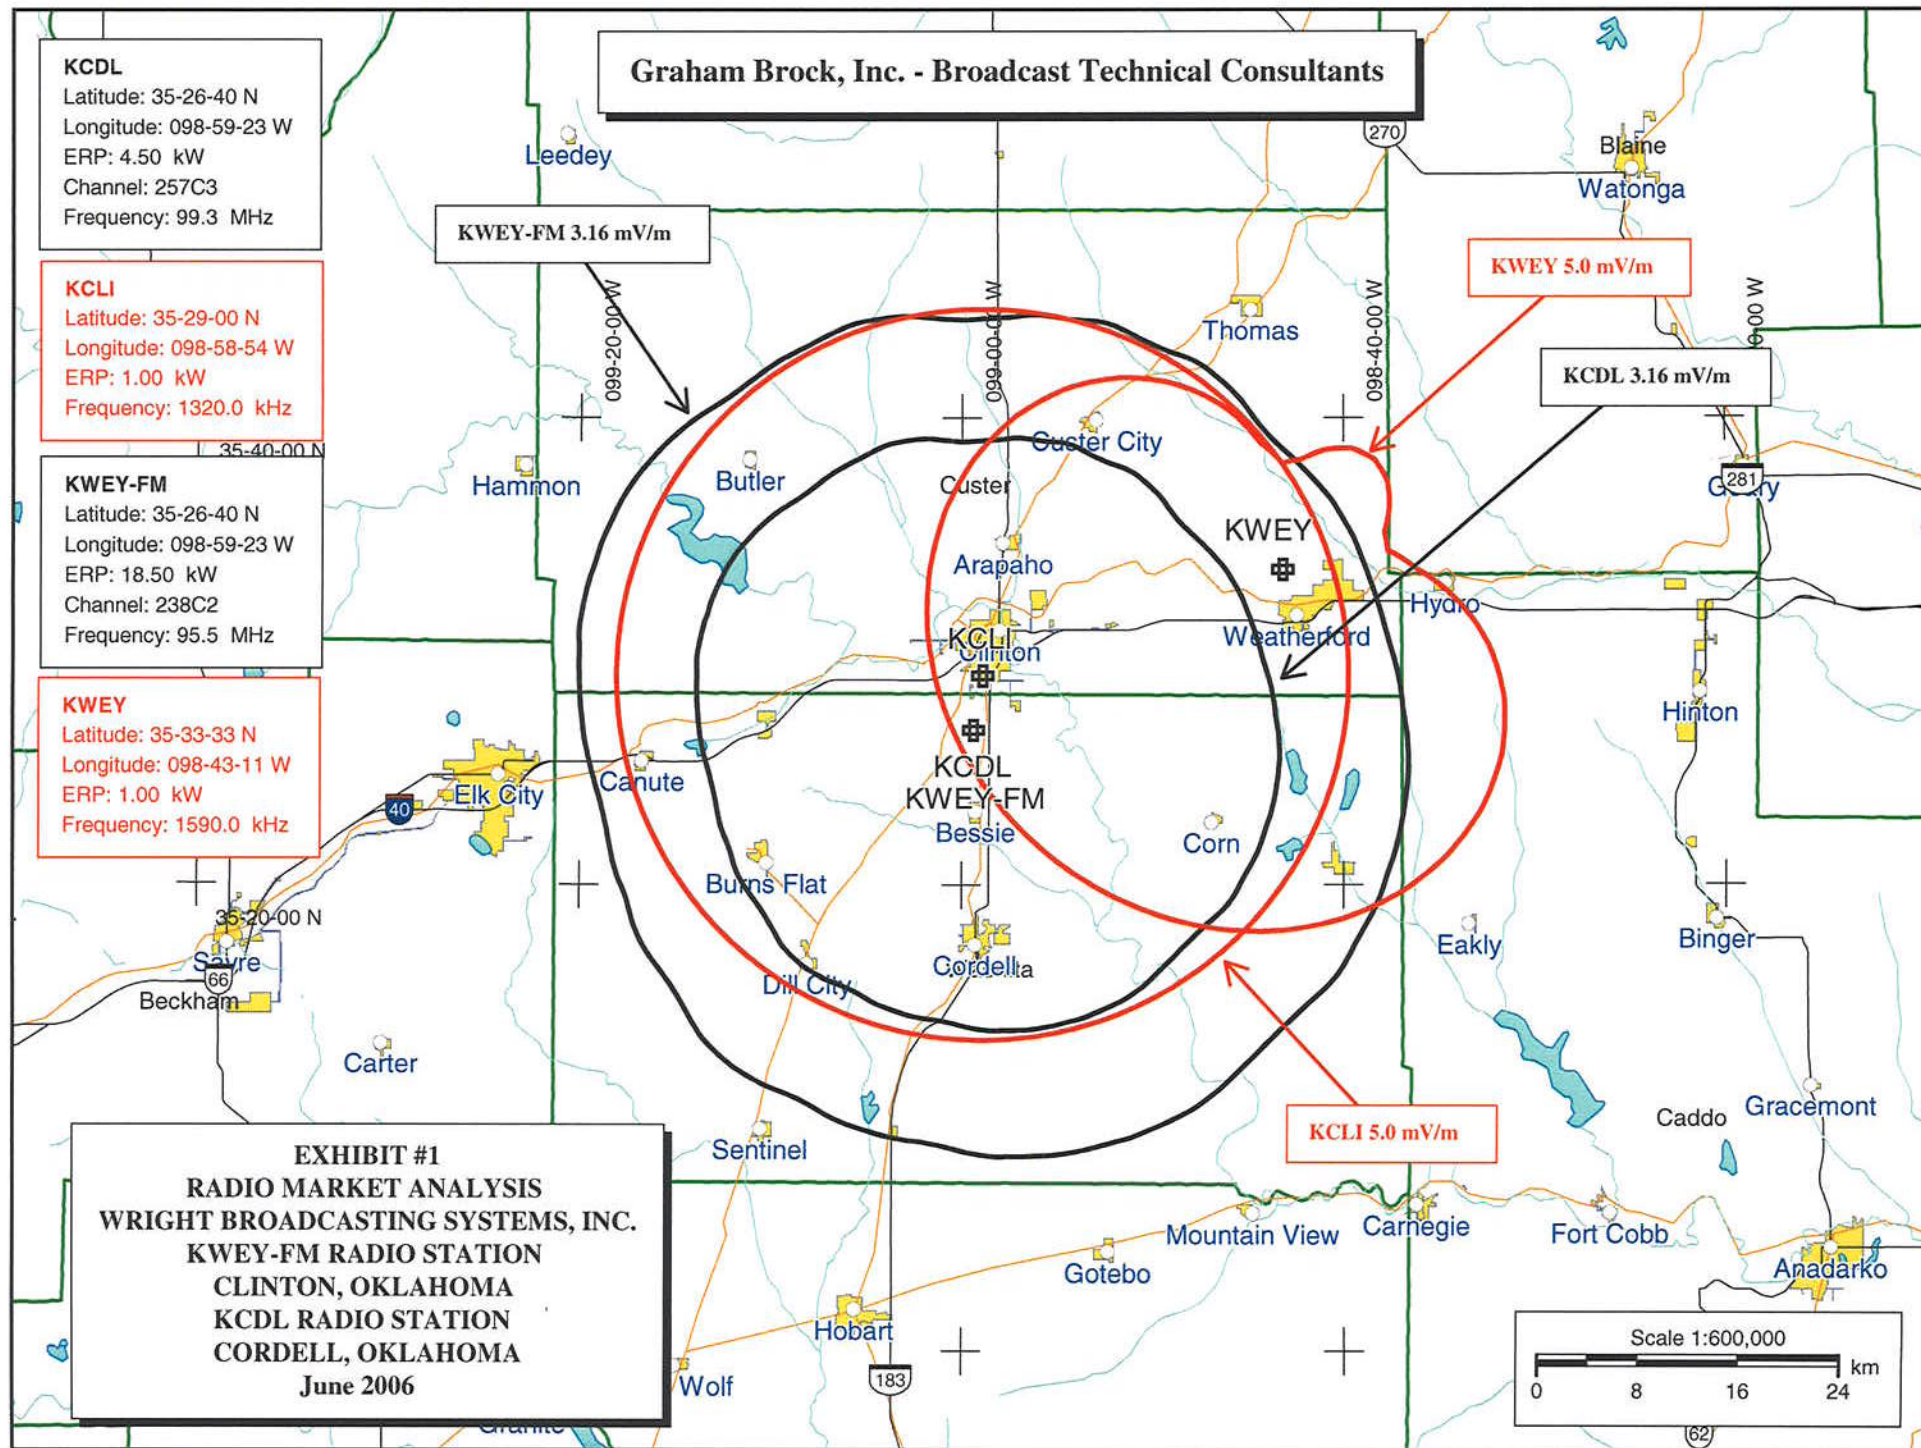 Graham Brock, Inc. - Broadcast Technical Consultants
KCDL
Latitude: 35-26-40 N
Longitude: 098-59-23 W
ERP: 4.50 kW
Channel: 257C3
Frequency: 99.3 MHz
KCLI
Latitude: 35-29-00 N
Longitude: 098-58-54 W
ERP: 1.00 kW
Frequency: 1320.0 kHz
35-40-00 N
KWEY-FM
Latitude: 35-26-40 N
Longitude: 098-59-23 W
ERP: 18.50 kW
Channel: 238C2
Frequency: 95.5 MHz
KWEY
Latitude: 35-33-33 N
Longitude: 098-43-11 W
ERP: 1.00 kW
Frequency: 1590.0 kHz
Leedey
270
Blaine
Watonga
KWEY-FM 3.16 mV/m
KWEY 5.0 mV/m
KCDL 3.16 mV/m
099-20-00 W
099-00-00 W
098-40-00 W
Thomas
Custer City
Hammon
Butler
Custer
281
KWEY
Arapaho
Hydro
Weatherford
KCLI
Clinton
Hinton
KCDL
KWEY-FM
Canute
Elk City
40
Bessie
Corn
Burns Flat
35-20-00 N
Sayre
66
Beckham
Cordell
Dill City
Eakly
Binger
Carter
KCLI 5.0 mV/m
Caddo
Gracemont
Sentinel
Mountain View
Carnegie
Fort Cobb
Gotebo
Anadarko
Hobart
183
Wolf
62
EXHIBIT #1
RADIO MARKET ANALYSIS
WRIGHT BROADCASTING SYSTEMS, INC.
KWEY-FM RADIO STATION
CLINTON, OKLAHOMA
KCDL RADIO STATION
CORDELL, OKLAHOMA
June 2006
Scale 1:600,000
km
0 8 16 24